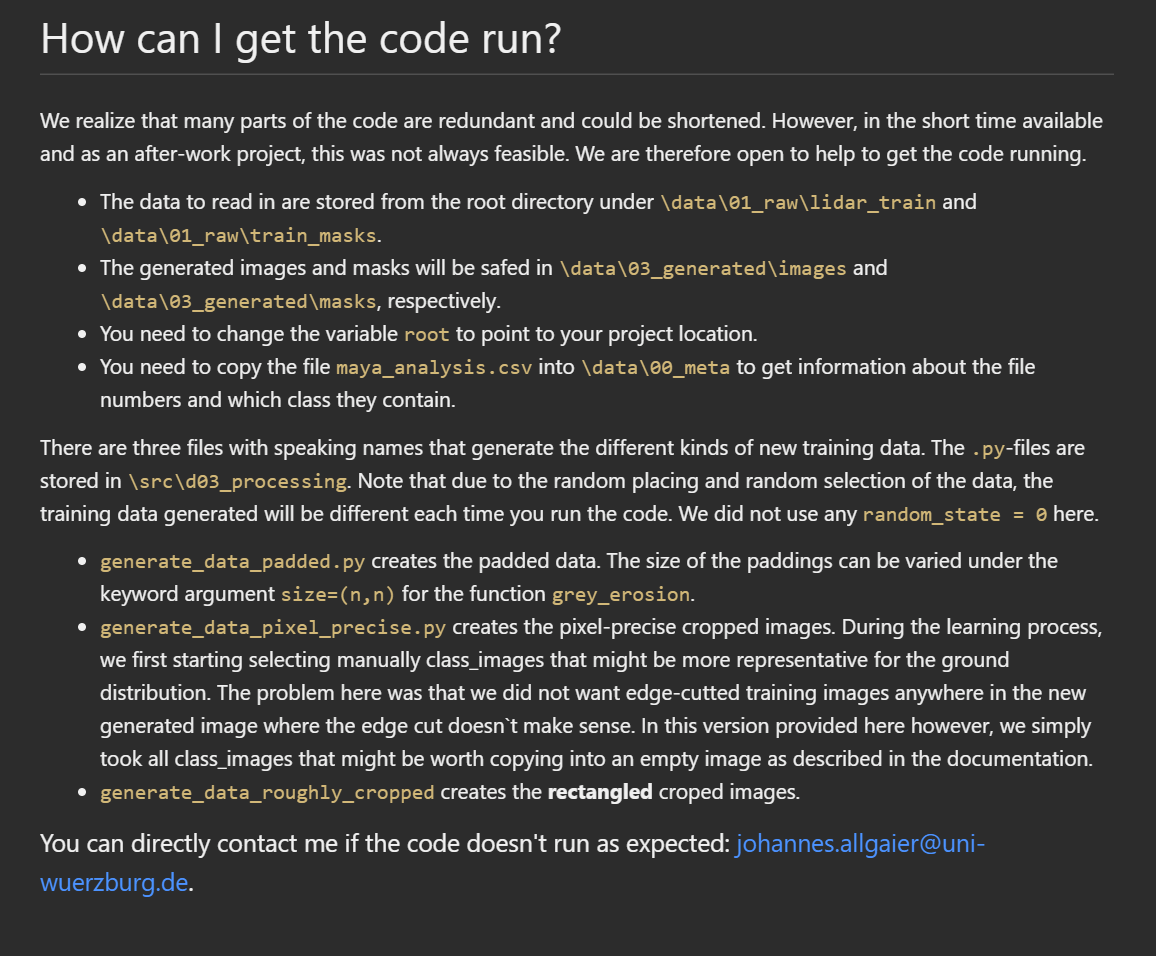 How can I get the code run?
We realize that many parts of the code are redundant and could be shortened. However, in the short time available
and as an after-work project, this was not always feasible. We are therefore open to help to get the code running.
• The data to read in are stored from the root directory under \data\01_raw\lidar_train and
\data\01_raw\train_masks.
• The generated images and masks will be safed in \data\03_generated\images and
\data\03_generated\masks, respectively.
• You need to change the variable root to point to your project location.
• You need to copy the file maya_analysis.csv into \data\00_meta to get information about the file
numbers and which class they contain.
There are three files with speaking names that generate the different kinds of new training data. The .py-files are
stored in \src\d03_processing. Note that due to the random placing and random selection of the data, the
training data generated will be different each time you run the code. We did not use any random_state = 0 here.
• generate_data_padded.py creates the padded data. The size of the paddings can be varied under the
keyword argument size=(n,n) for the function grey_erosion.
• generate_data_pixel_precise.py creates the pixel-precise cropped images. During the learning process,
we first starting selecting manually class_images that might be more representative for the ground
distribution. The problem here was that we did not want edge-cutted training images anywhere in the new
generated image where the edge cut doesn`t make sense. In this version provided here however, we simply
took all class_images that might be worth copying into an empty image as described in the documentation.
• generate_data_roughly_cropped creates the rectangled croped images.
You can directly contact me if the code doesn't run as expected: johannes.allgaier@uni-
wuerzburg.de.